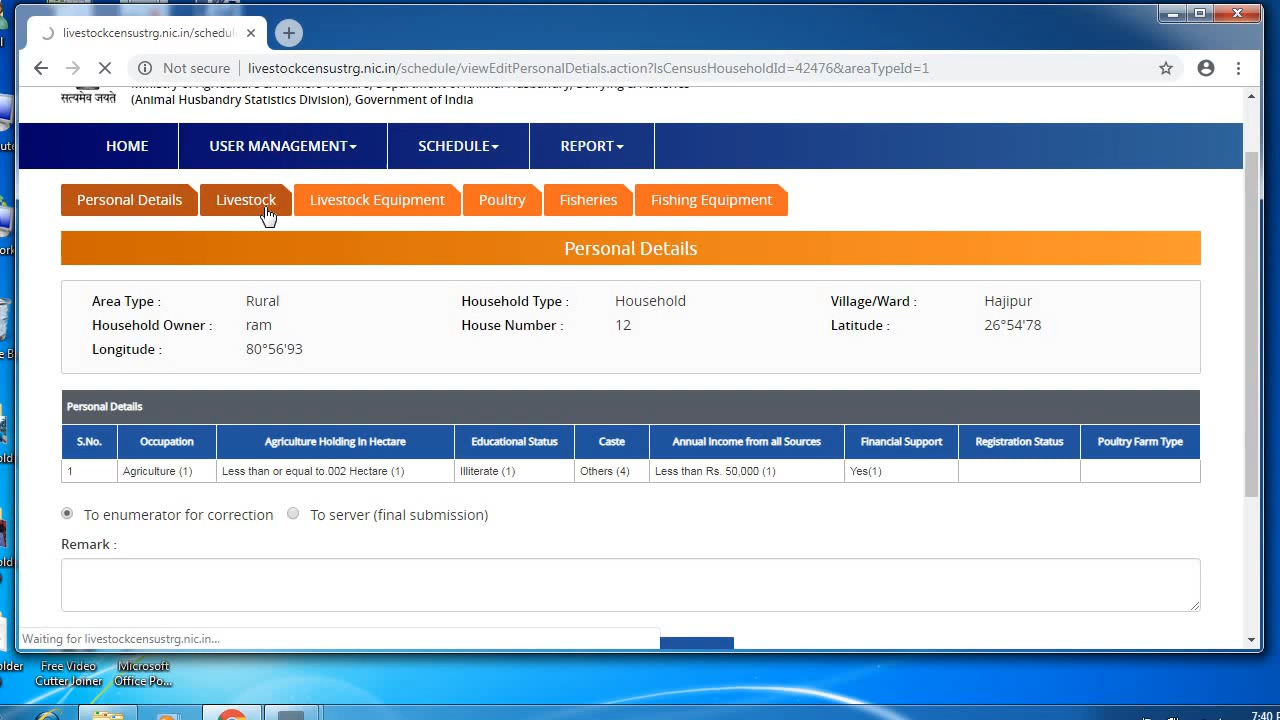 livestockcensustrg.nic.in/schedul
Not secure livestockcensustrg.nic.in/schedule/viewEditPersonalDetials.action?lsCensusHouseholdId=42476&areaTypeId=1
सत्यमेव जयते
(Animal Husbandry Statistics Division), Government of India
HOME USER MANAGEMENT SCHEDULE REPORT
Personal Details Livestock Livestock Equipment Poultry Fisheries Fishing Equipment
Personal Details
Area Type : Rural Household Type : Household Village/Ward : Hajipur
Household Owner : ram House Number : 12 Latitude : 26°54'78
Longitude : 80°56'93
Personal Details
S.No. Occupation Agriculture Holding In Hectare Educational Status Caste Annual Income from all Sources Financial Support Registration Status Poultry Farm Type
1 Agriculture (1) Less than or equal to.002 Hectare (1) Illiterate (1) Others (4) Less than Rs. 50,000 (1) Yes(1)
To enumerator for correction To server (final submission)
Remark :
Waiting for livestockcensustrg.nic.in...
Free Video Microsoft
Cutter Joiner Office Po...
7:40